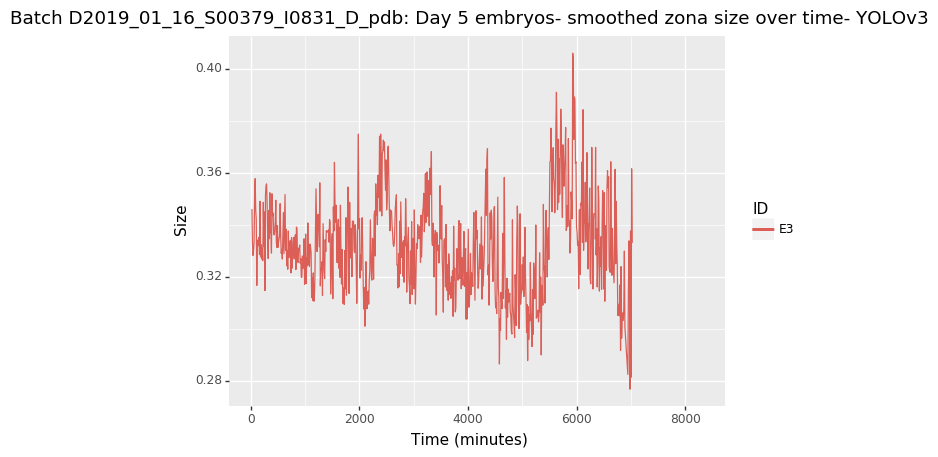 Batch D2019_01_16_S00379_I0831_D_pdb: Day 5 embryos- smoothed zona size over time- YOLOv3
0.40
0.36
0.32
0.28
Size
0
2000
4000
6000
8000
Time (minutes)
ID
E3